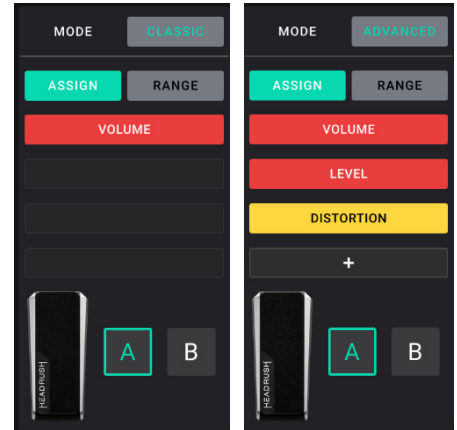 MODE CLASSIC
ASSIGN RANGE
VOLUME
A B
HEADRUSH
MODE ADVANCED
ASSIGN RANGE
VOLUME
LEVEL
DISTORTION
+
A B
HEADRUSH